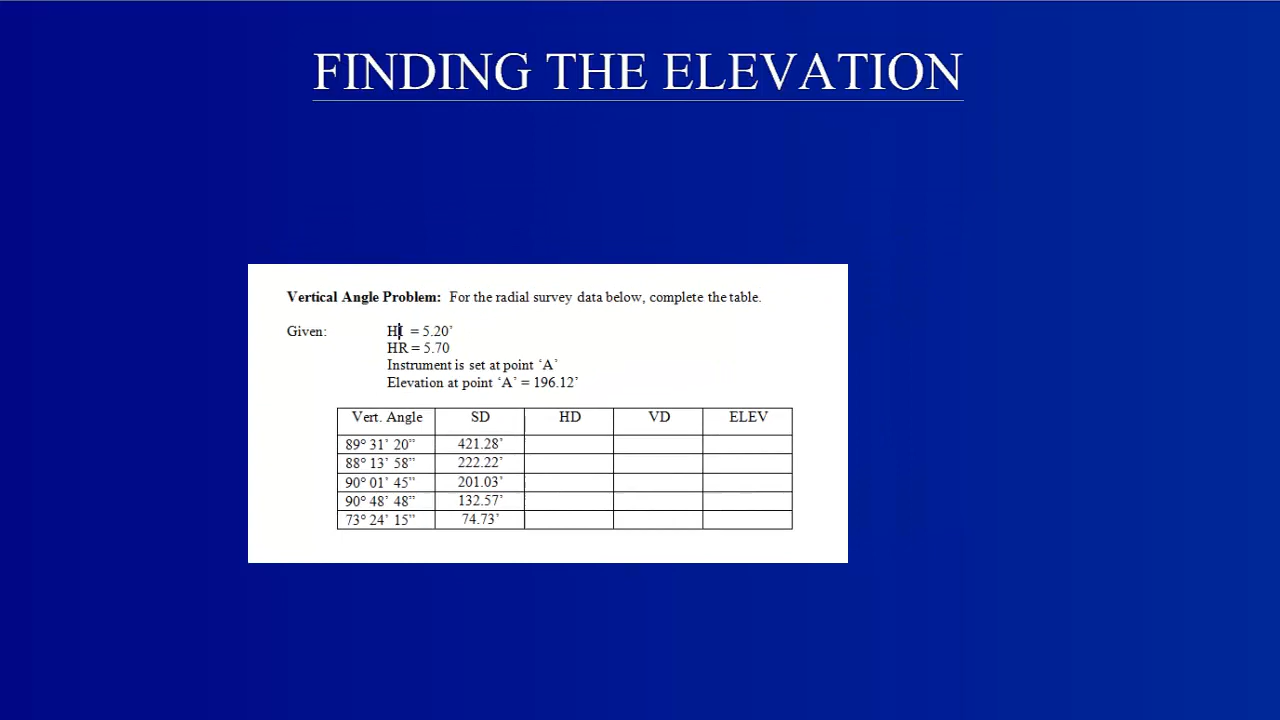 FINDING THE ELEVATION
Vertical Angle Problem: For the radial survey data below, complete the table.
Given: HI = 5.20’
HR = 5.70
Instrument is set at point ‘A’
Elevation at point ‘A’ = 196.12’
Vert. Angle SD HD VD ELEV
89° 31’ 20” 421.28’
88° 13’ 58” 222.22’
90° 01’ 45” 201.03’
90° 48’ 48” 132.57’
73° 24’ 15” 74.73’